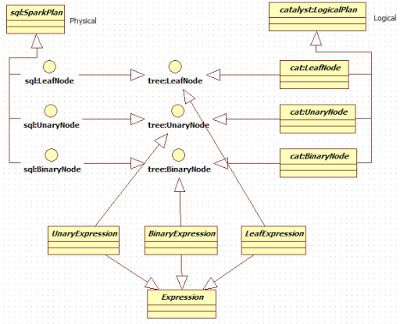 sql:SparkPlan
catalyst:LogicalPlan
Physical
Logical
sql:LeafNode
tree:LeafNode
cat:LeafNode
sql:UnaryNode
tree:UnaryNode
cat:UnaryNode
sql:BinaryNode
tree:BinaryNode
cat:BinaryNode
UnaryExpression
BinaryExpression
LeafExpression
Expression